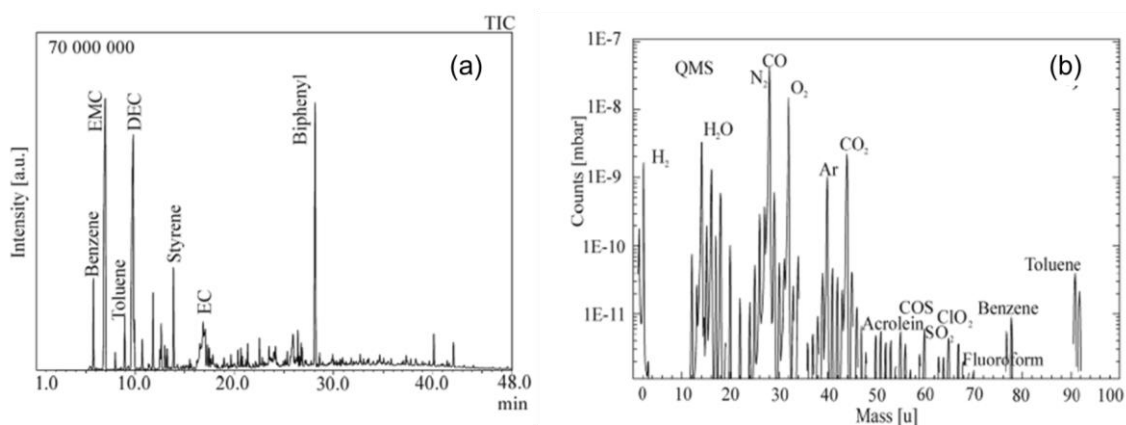 TIC
70 000 000
(a)
Intensity [a.u.]
Benzene
EMC
Toluene
DEC
Styrene
EC
Biphenyl
1.0
10.0
20.0
30.0
48.0
min
(b)
QMS
Counts [mbar]
1E-7
1E-8
1E-9
1E-10
1E-11
H₂
H₂O
N₂
CO
O₂
Ar
CO₂
Acrolein
COS
SO₂
ClO₂
Fluoroform
Benzene
Toluene
0
10
20
30
40
50
60
70
80
90
100
Mass [u]